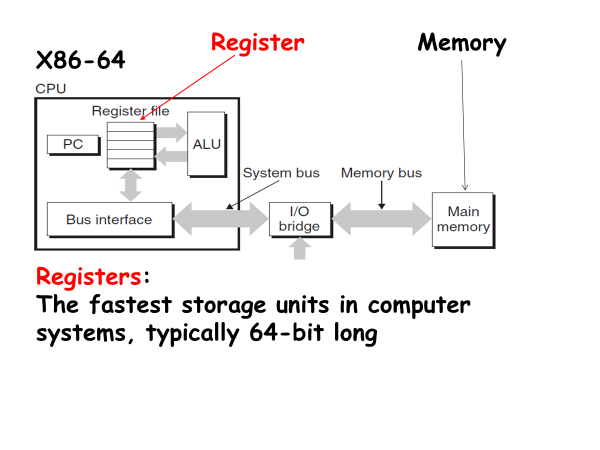 Register
Memory
X86-64
CPU
Register file
PC
ALU
System bus
Memory bus
Bus interface
I/O
bridge
Main
memory
Registers:
The fastest storage units in computer
systems, typically 64-bit long